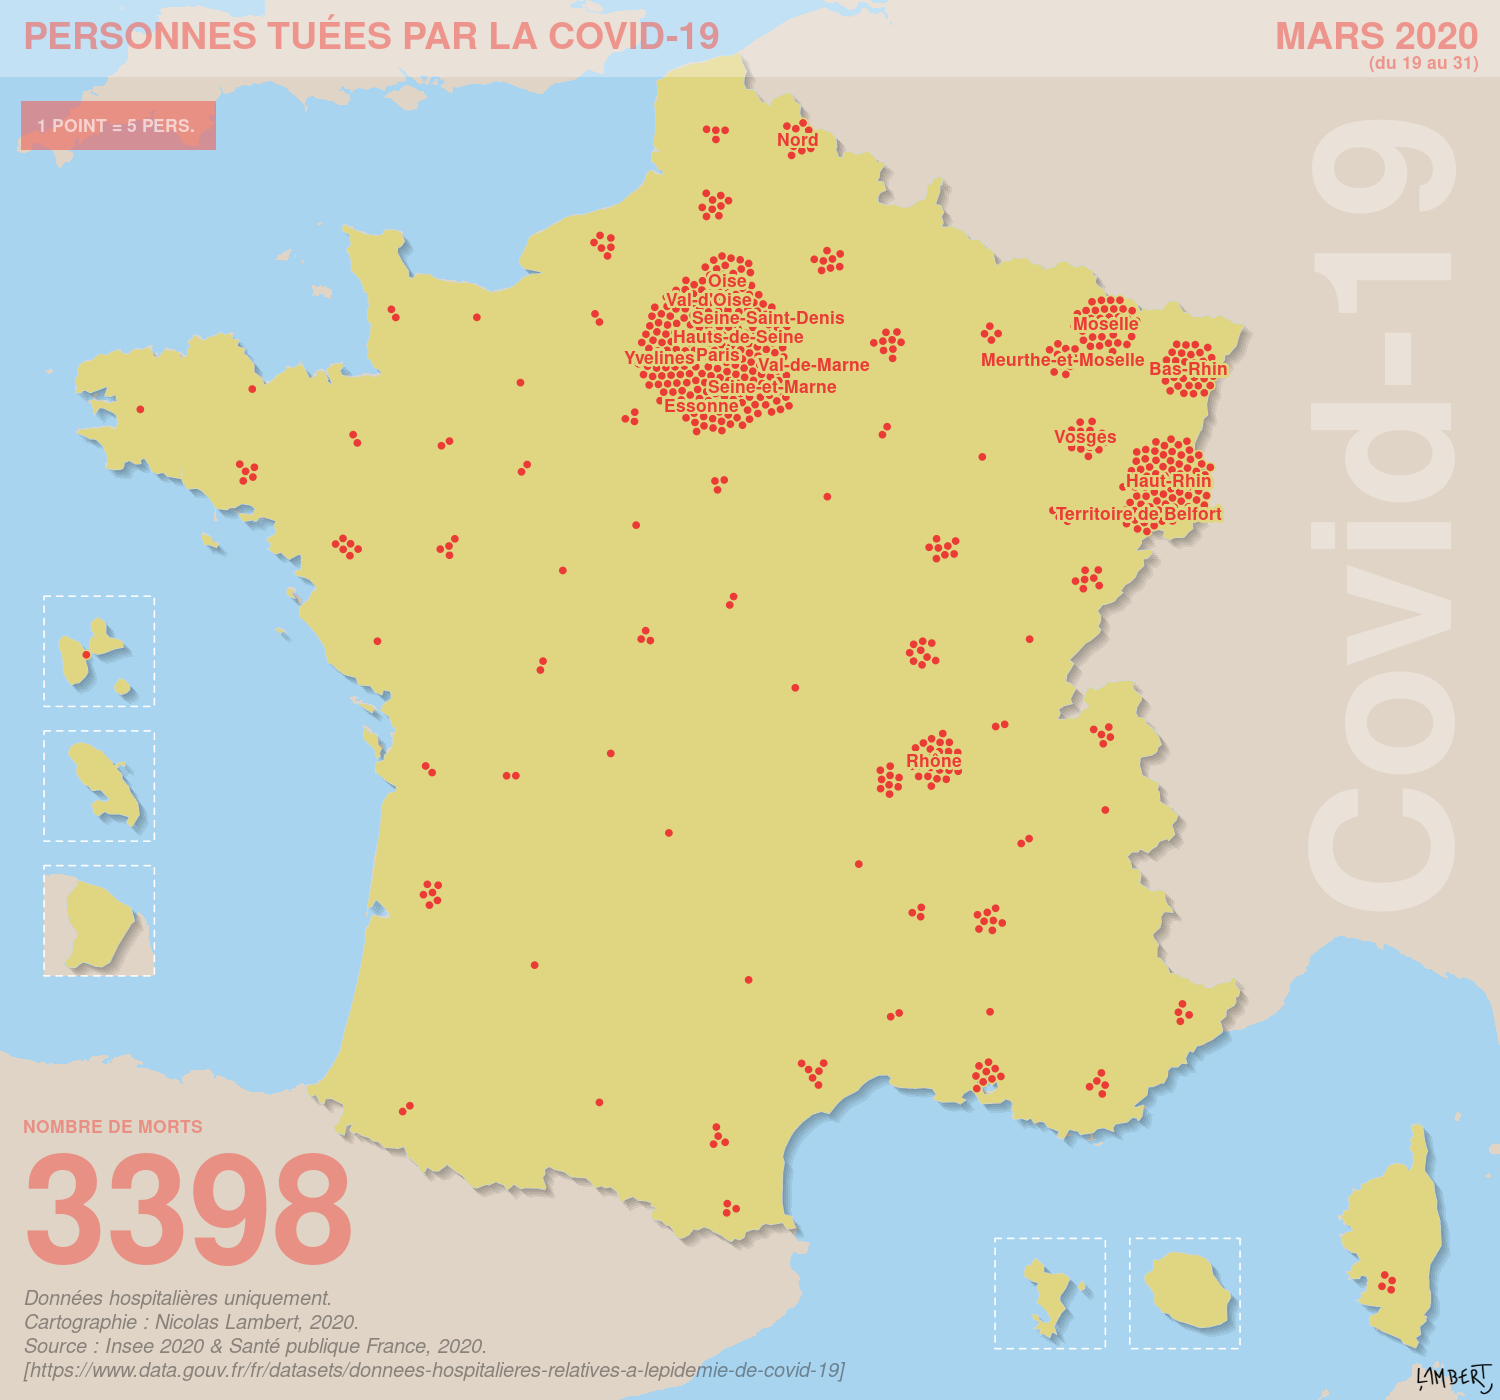 PERSONNES TUÉES PAR LA COVID-19
MARS 2020
(du 19 au 31)
1 POINT = 5 PERS.
Covid-19
Nord
Oise
Val-d'Oise
Seine-Saint-Denis
Hauts-de-Seine
Yvelines
Paris
Val-de-Marne
Seine-et-Marne
Essonne
Moselle
Meurthe-et-Moselle
Bas-Rhin
Vosges
Haut-Rhin
Territoire de Belfort
Rhône
NOMBRE DE MORTS
3398
Données hospitalières uniquement.
Cartographie : Nicolas Lambert, 2020.
Source : Insee 2020 & Santé publique France, 2020.
[https://www.data.gouv.fr/fr/datasets/donnees-hospitalieres-relatives-a-lepidemie-de-covid-19]
LAMBERT